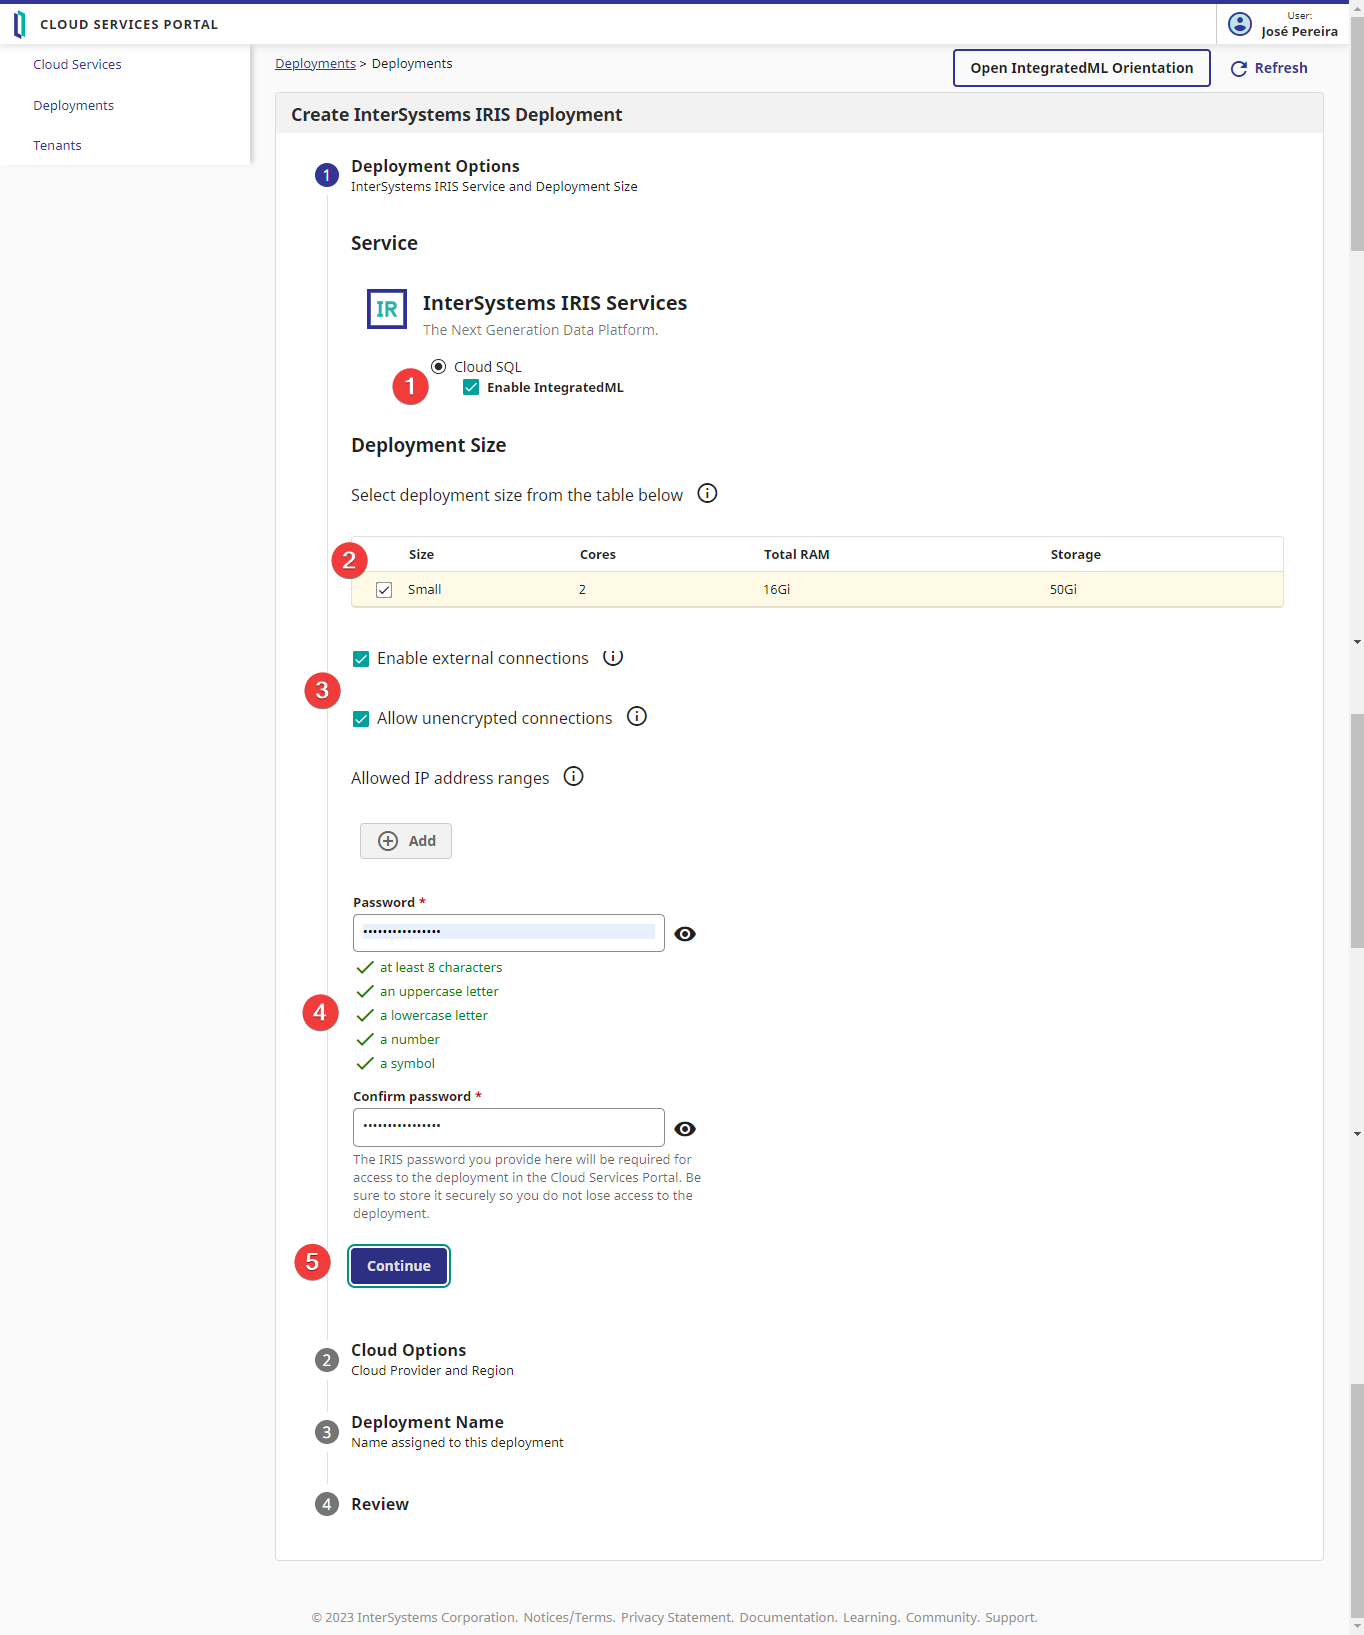 CLOUD SERVICES PORTAL
User:
José Pereira
Cloud Services
Deployments
Tenants
Deployments > Deployments
Open IntegratedML Orientation
Refresh
Create InterSystems IRIS Deployment
1
Deployment Options
InterSystems IRIS Service and Deployment Size
Service
IR
InterSystems IRIS Services
The Next Generation Data Platform.
Cloud SQL
1
Enable IntegratedML
Deployment Size
Select deployment size from the table below
2
Size Cores Total RAM Storage
Small 2 16Gi 50Gi
Enable external connections
3
Allow unencrypted connections
Allowed IP address ranges
Add
Password *
••••••••••••••••
at least 8 characters
an uppercase letter
4
a lowercase letter
a number
a symbol
Confirm password *
••••••••••••••••
The IRIS password you provide here will be required for
access to the deployment in the Cloud Services Portal. Be
sure to store it securely so you do not lose access to the
deployment.
5
Continue
2
Cloud Options
Cloud Provider and Region
3
Deployment Name
Name assigned to this deployment
4
Review
© 2023 InterSystems Corporation. Notices/Terms. Privacy Statement. Documentation. Learning. Community. Support.